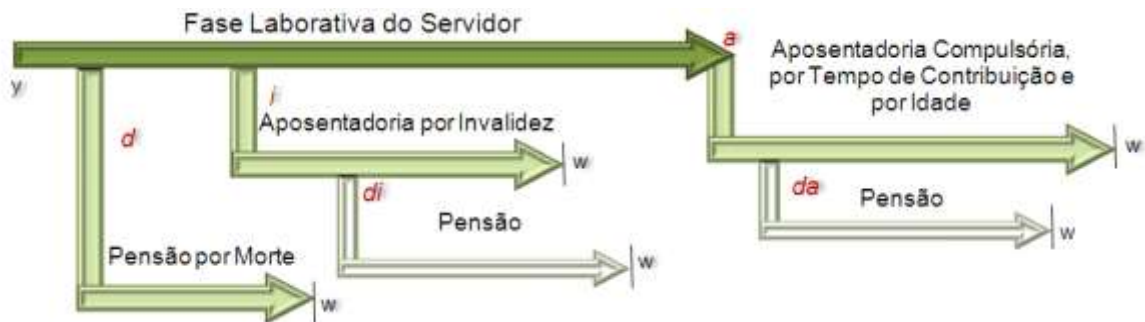 Fase Laborativa do Servidor
a
Aposentadoria Compulsória,
por Tempo de Contribuição e
por Idade
y
i
d
Aposentadoria por Invalidez
w
w
di
da
Pensão
Pensão
w
w
Pensão por Morte
w